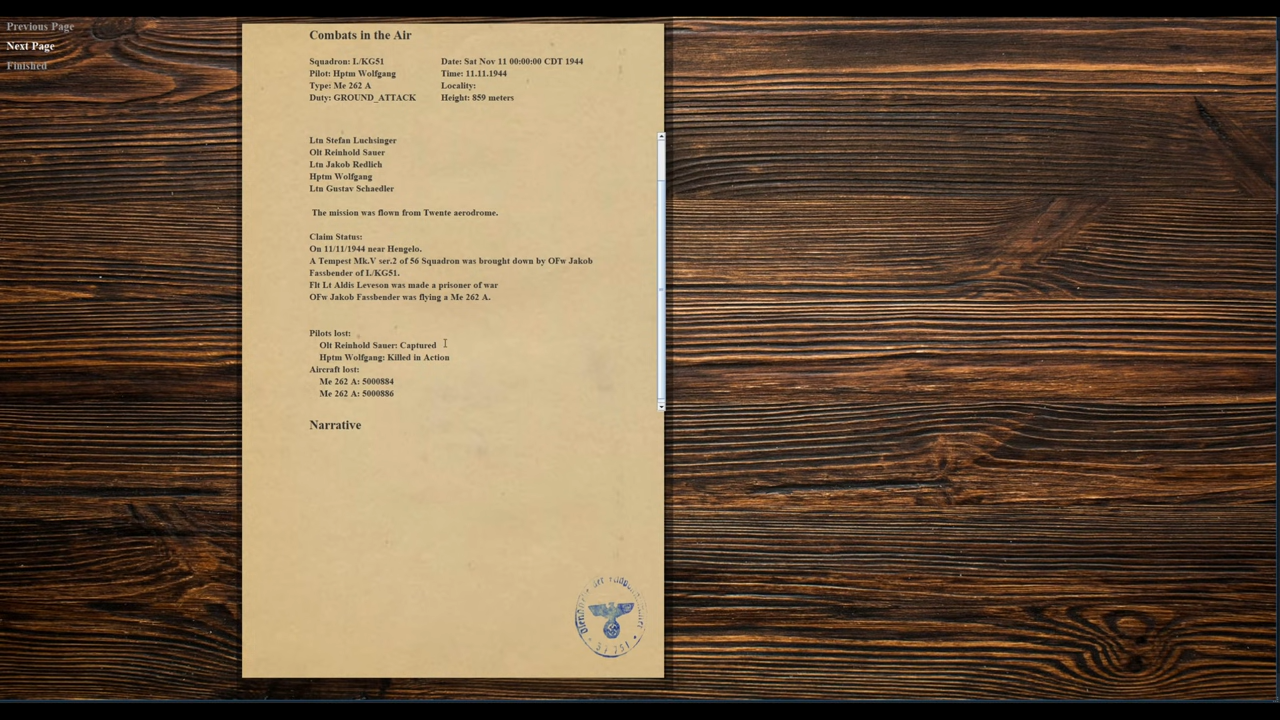 Previous Page
Next Page
Finished
Combats in the Air
Squadron: I./KG51
Date: Sat Nov 11 00:00:00 CDT 1944
Pilot: Hptm Wolfgang
Time: 11.11.1944
Type: Me 262 A
Locality:
Duty: GROUND_ATTACK
Height: 859 meters
Ltn Stefan Luchsinger
Olt Reinhold Sauer
Ltn Jakob Redlich
Hptm Wolfgang
Ltn Gustav Schaedler
The mission was flown from Twente aerodrome.
Claim Status:
On 11/11/1944 near Hengelo.
A Tempest Mk.V ser.2 of 56 Squadron was brought down by OFw Jakob
Fassbender of I./KG51.
Flt Lt Aldis Leveson was made a prisoner of war
OFw Jakob Fassbender was flying a Me 262 A.
Pilots lost:
Olt Reinhold Sauer: Captured
Hptm Wolfgang: Killed in Action
Aircraft lost:
Me 262 A: 5000884
Me 262 A: 5000886
Narrative